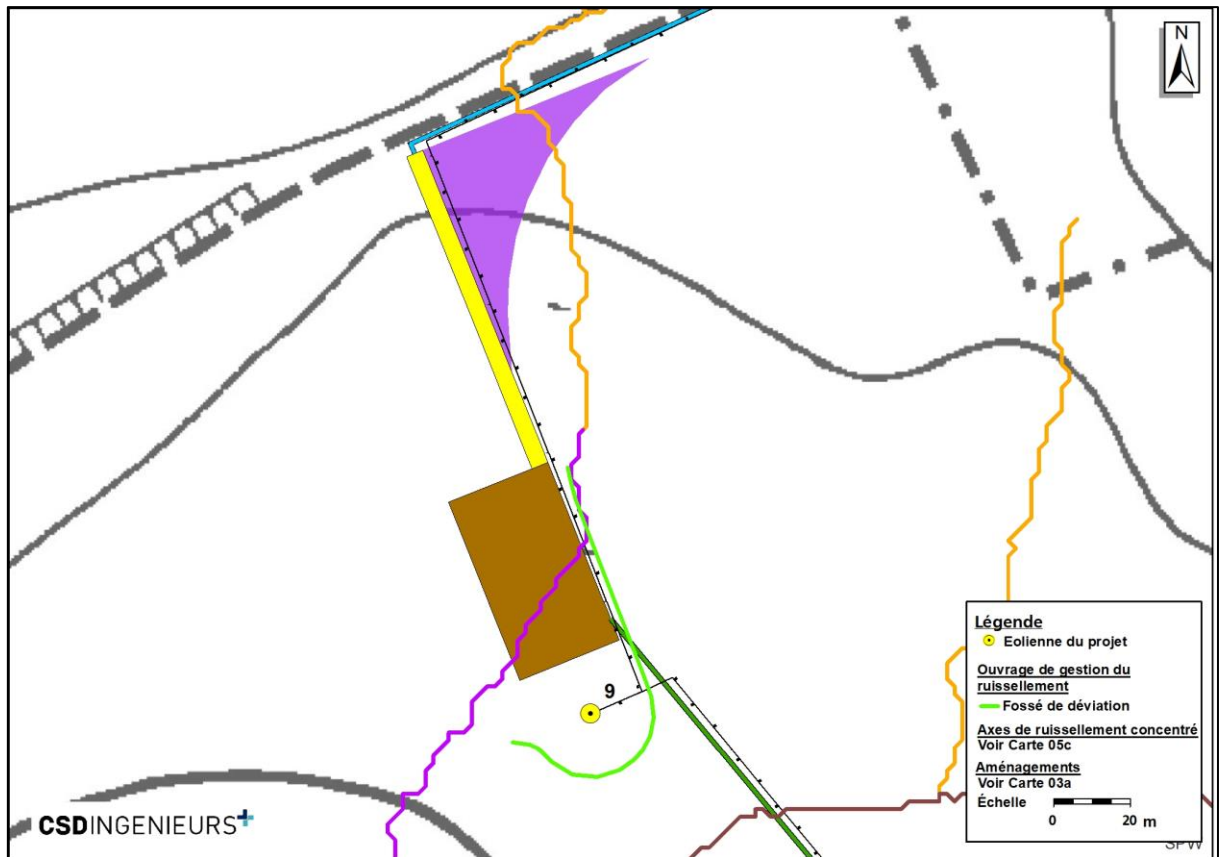 N
9
Légende
Eolienne du projet
Ouvrage de gestion du
ruissellement
Fossé de déviation
Axes de ruissellement concentré
Voir Carte 05c
Aménagements
Voir Carte 03a
Échelle
0 20 m
CSDINGENIEURS+
SPW